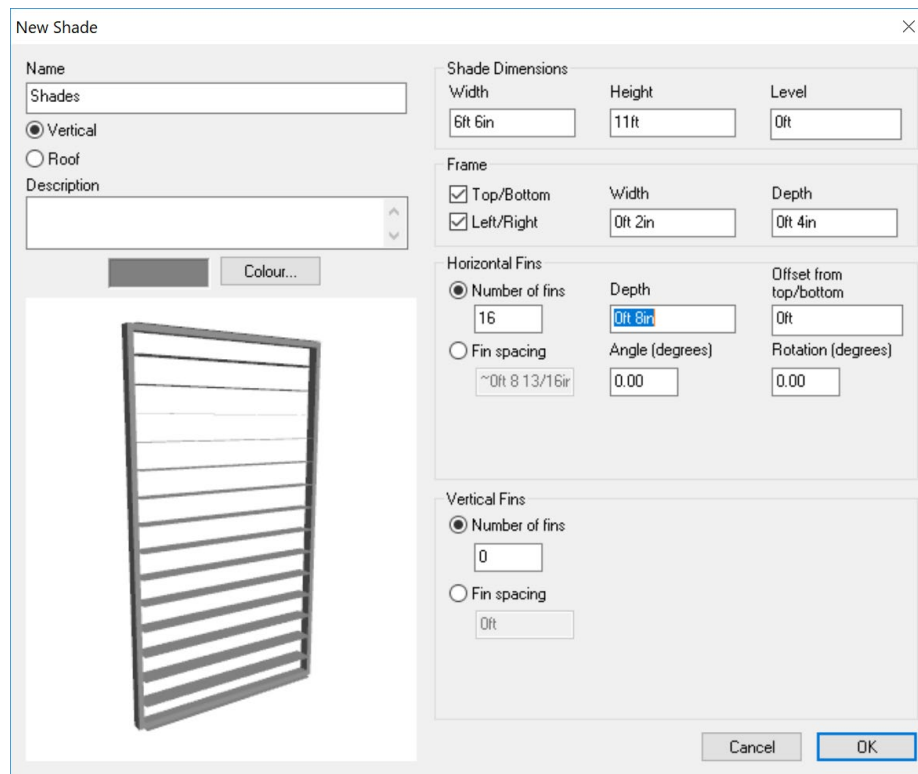 New Shade
Name
Shades
Vertical
Roof
Description
Colour...
Shade Dimensions
Width Height Level
6ft 6in 11ft 0ft
Frame
Top/Bottom Width Depth
Left/Right 0ft 2in 0ft 4in
Horizontal Fins
Number of fins Depth Offset from top/bottom
16 0ft 8in 0ft
Fin spacing Angle (degrees) Rotation (degrees)
~0ft 8 13/16ir 0.00 0.00
Vertical Fins
Number of fins
0
Fin spacing
0ft
Cancel OK